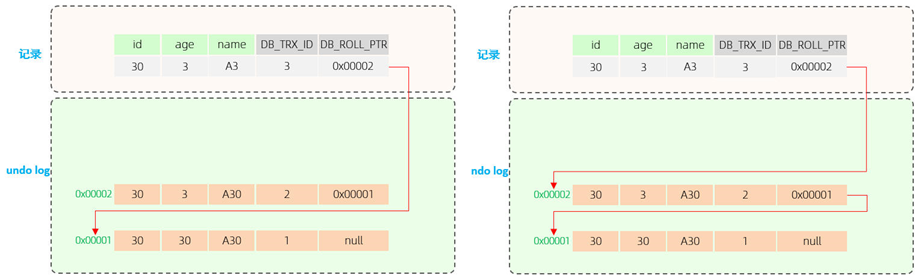 记录
id age name DB_TRX_ID DB_ROLL_PTR
30 3 A3 3 0x00002
undo log
0x00002 30 3 A30 2 0x00001
0x00001 30 30 A30 1 null
记录
id age name DB_TRX_ID DB_ROLL_PTR
30 3 A3 3 0x00002
ndo log
0x00002 30 3 A30 2 0x00001
0x00001 30 30 A30 1 null